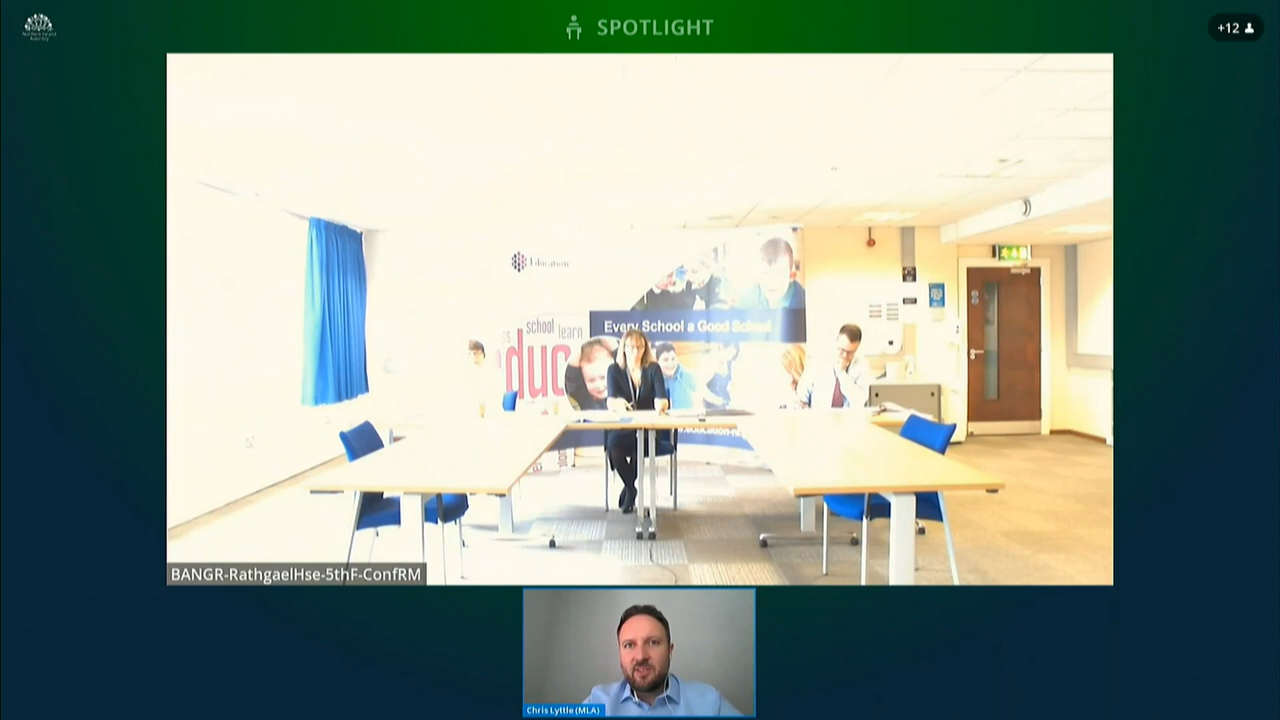 SPOTLIGHT
+12
Education
Every School a Good School
school
learn
duc
BANGR-RathgaelHse-5thF-ConfRM
Chris Lyttle (MLA)